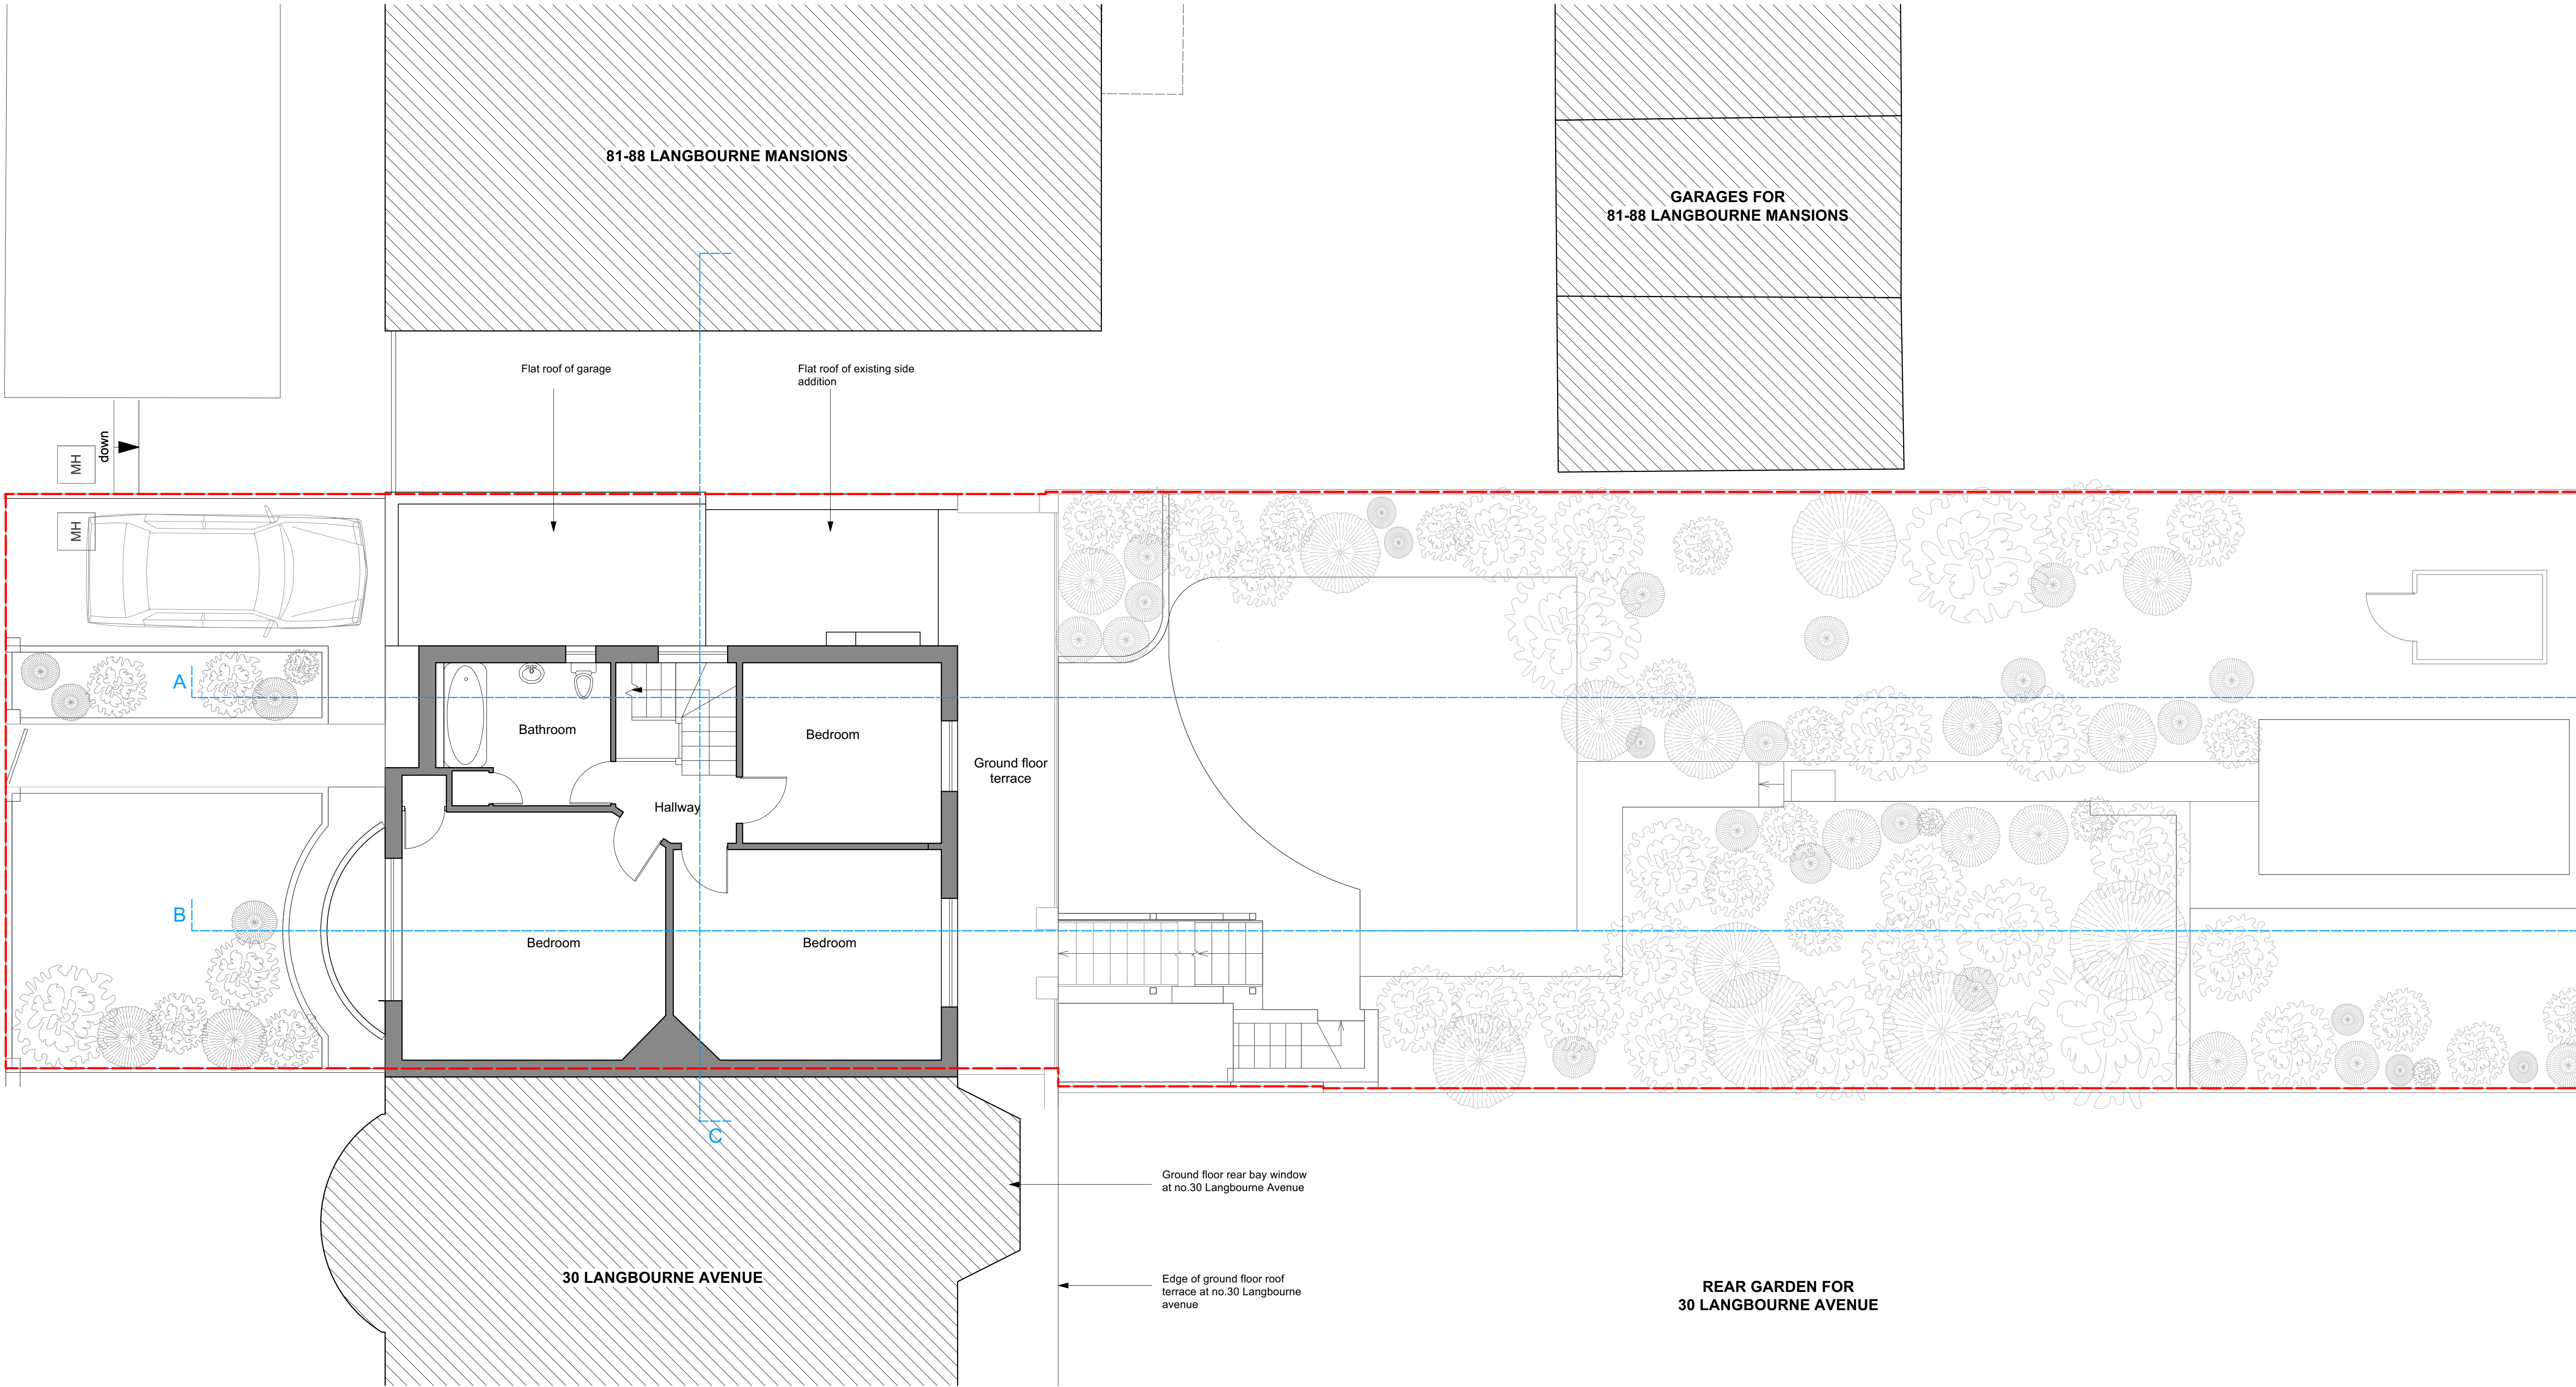 81-88 LANGBOURNE MANSIONS
GARAGES FOR
81-88 LANGBOURNE MANSIONS
Flat roof of garage
Flat roof of existing side
addition
down
MH
MH
A
Bathroom
Bedroom
Ground floor
terrace
Hallway
B
Bedroom
Bedroom
C
Ground floor rear bay window
at no.30 Langbourne Avenue
30 LANGBOURNE AVENUE
Edge of ground floor roof
terrace at no.30 Langbourne
avenue
REAR GARDEN FOR
30 LANGBOURNE AVENUE